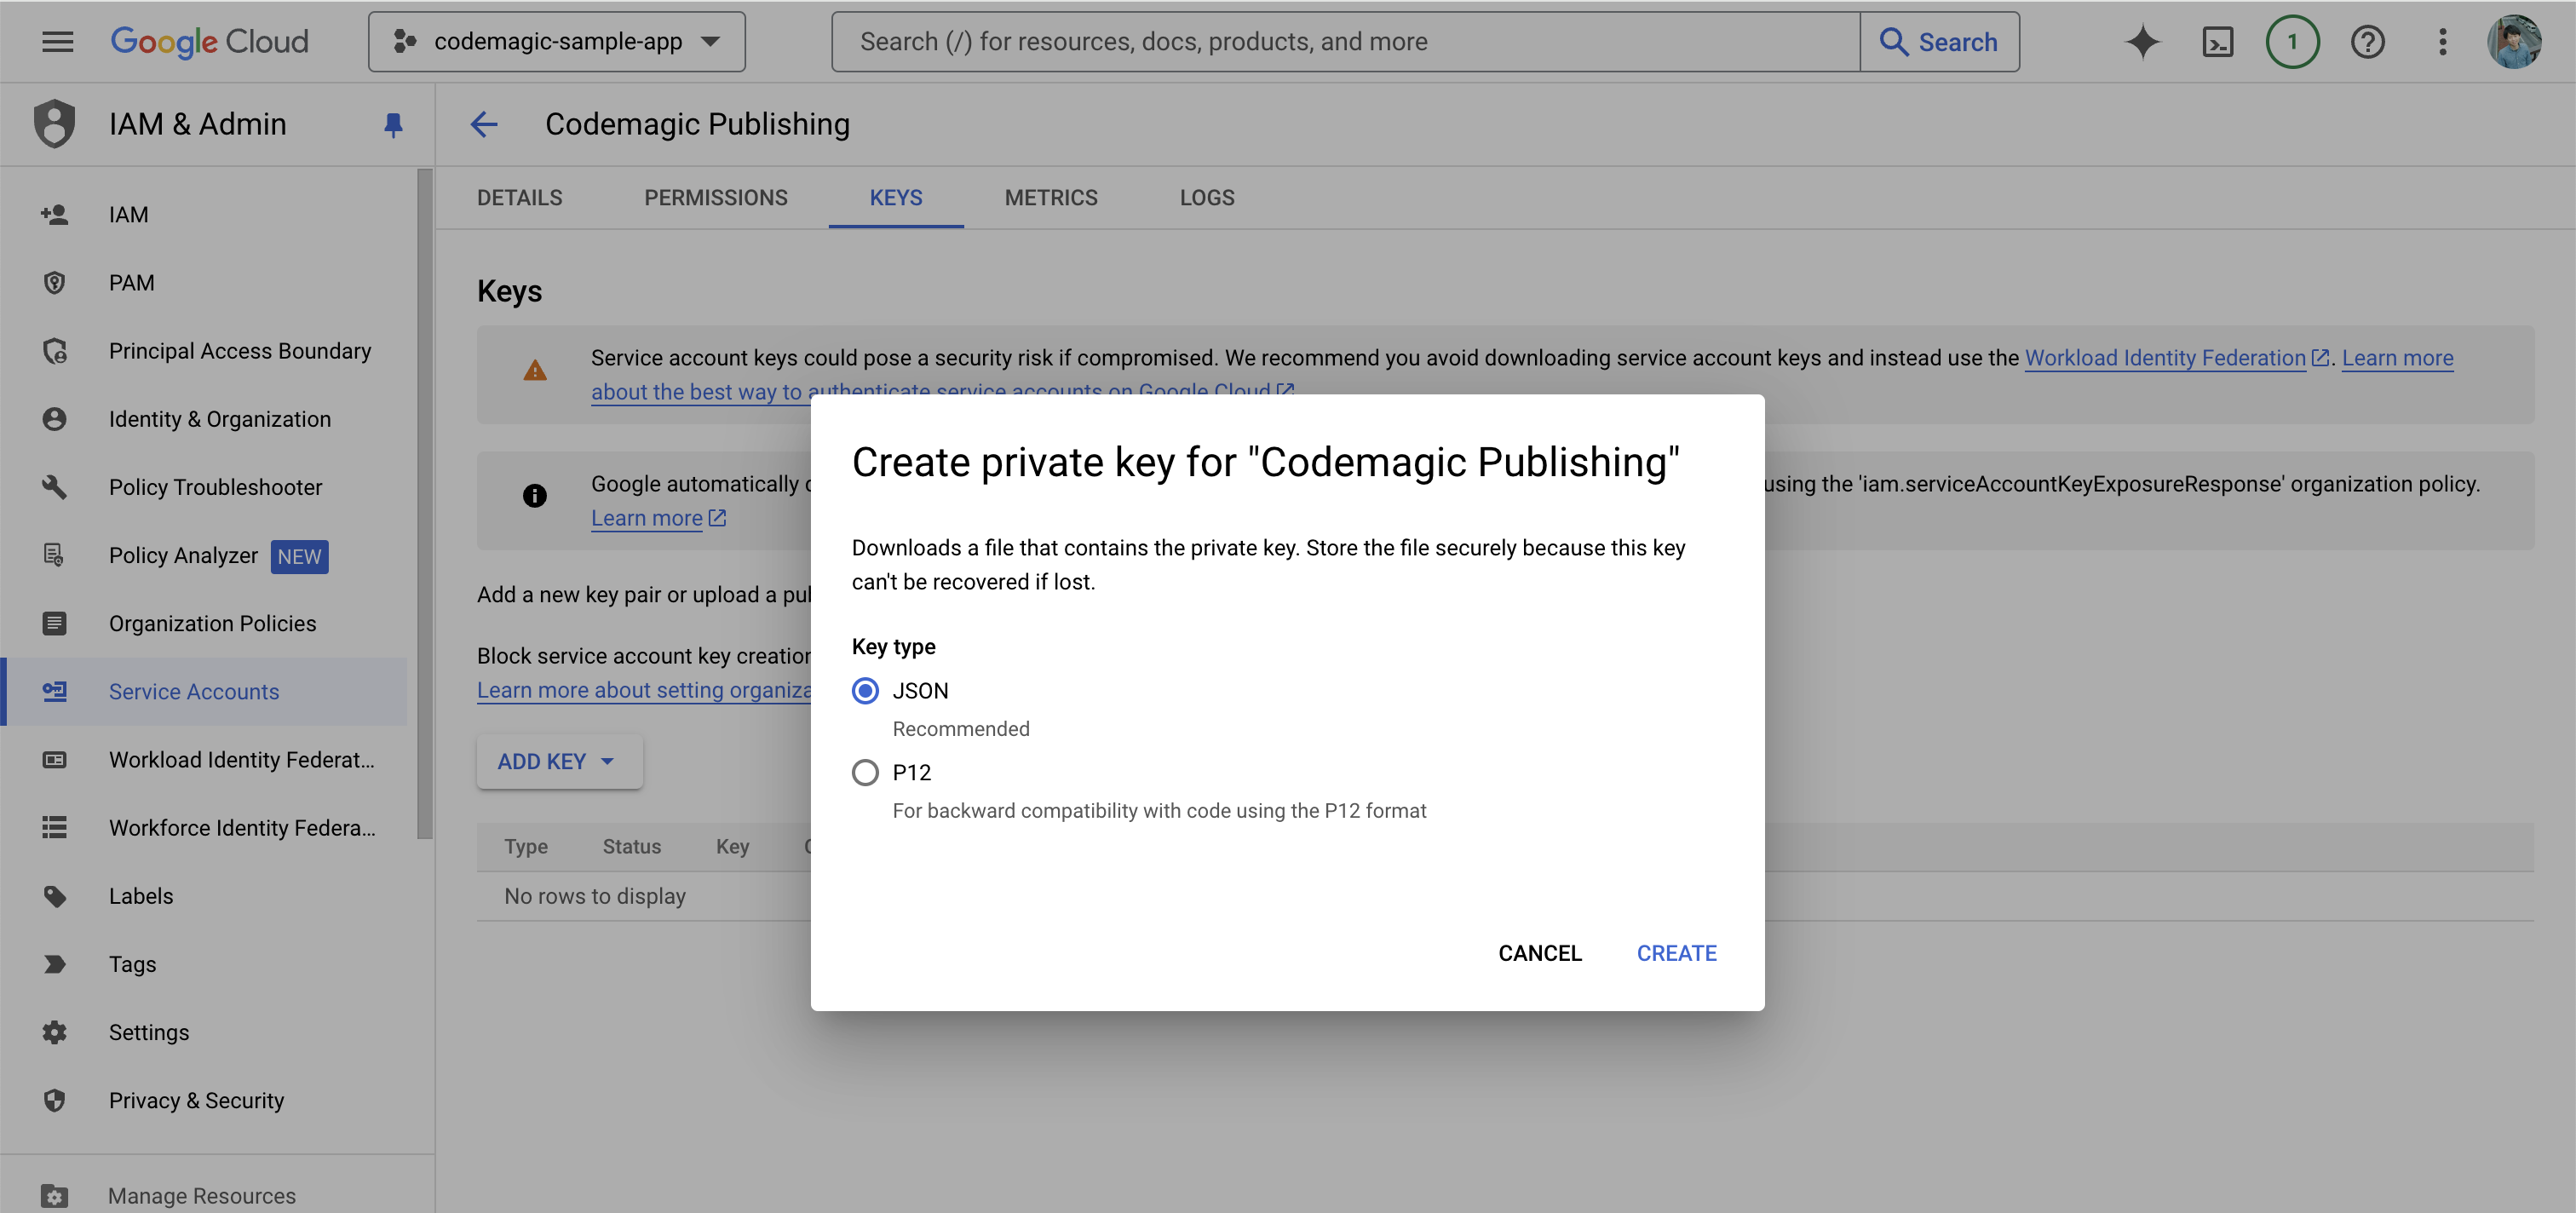 Google Cloud
codemagic-sample-app
Search (/) for resources, docs, products, and more
Search
1
IAM & Admin
Codemagic Publishing
IAM
PAM
Principal Access Boundary
Identity & Organization
Policy Troubleshooter
Policy Analyzer NEW
Organization Policies
Service Accounts
Workload Identity Federat...
Workforce Identity Federa...
Labels
Tags
Settings
Privacy & Security
Manage Resources
DETAILS PERMISSIONS KEYS METRICS LOGS
Keys
Service account keys could pose a security risk if compromised. We recommend you avoid downloading service account keys and instead use the Workload Identity Federation. Learn more
about the best way to authenticate service accounts on Google Cloud.
Google automatically using the 'iam.serviceAccountKeyExposureResponse' organization policy.
Learn more
Add a new key pair or upload a
Block service account key creation
Learn more about setting
ADD KEY
Type Status Key
No rows to display
Create private key for "Codemagic Publishing"
Downloads a file that contains the private key. Store the file securely because this key
can't be recovered if lost.
Key type
JSON
Recommended
P12
For backward compatibility with code using the P12 format
CANCEL CREATE